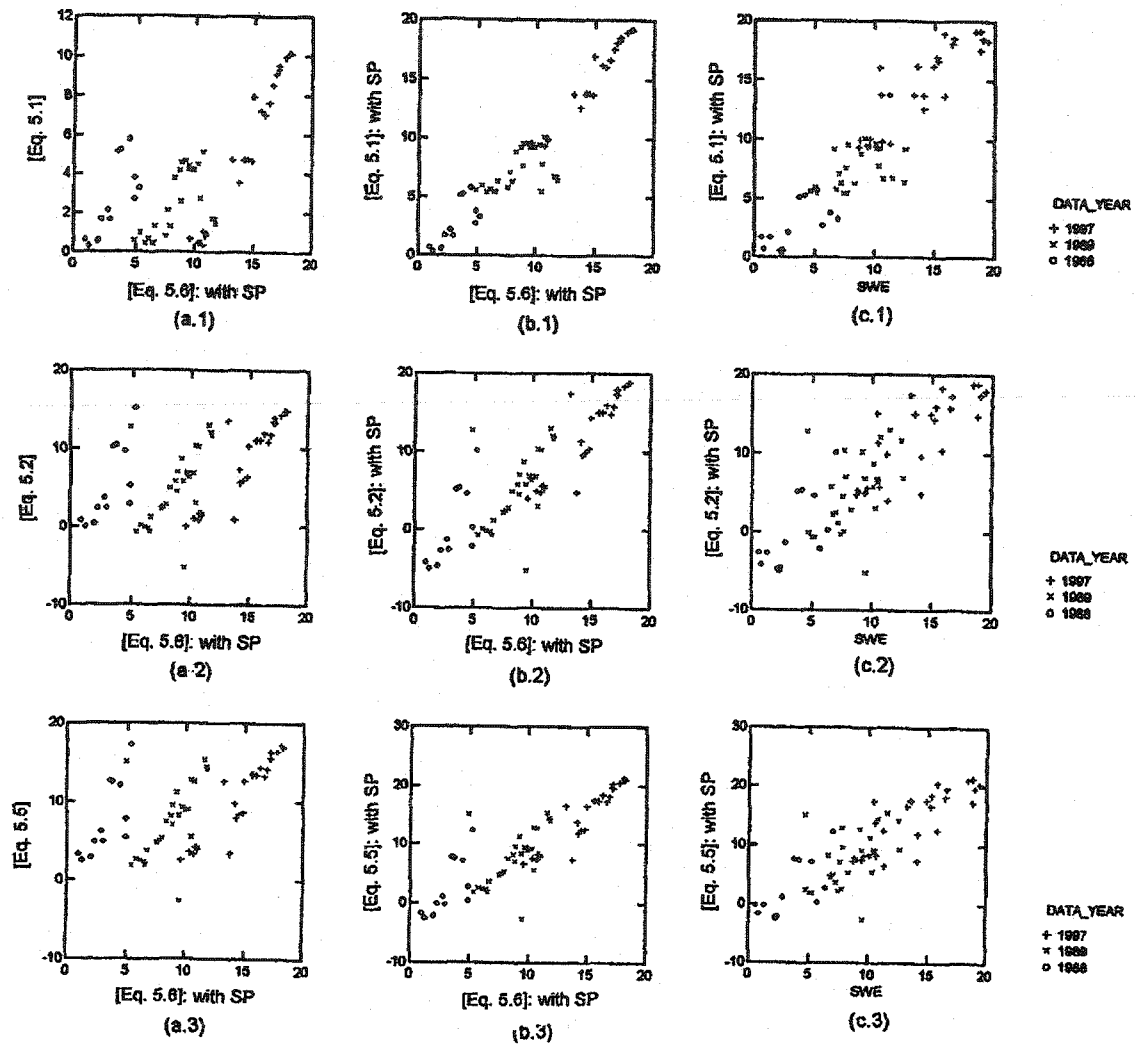 12
10
8
6
4
2
0
[Eq. 5.1]
0 5 10 15 20
[Eq. 5.6]: with SP
(a.1)
20
15
10
5
0
[Eq. 5.1]: with SP
0 5 10 15 20
[Eq. 5.6]: with SP
(b.1)
20
15
10
5
0
[Eq. 5.1]: with SP
0 5 10 15 20
SWE
(c.1)
DATA_YEAR
+ 1997
× 1989
o 1988
20
10
0
-10
[Eq. 5.2]
0 5 10 15 20
[Eq. 5.6]: with SP
(a.2)
20
10
0
-10
[Eq. 5.2]: with SP
0 5 10 15 20
[Eq. 5.6]: with SP
(b.2)
20
10
0
-10
[Eq. 5.2]: with SP
0 5 10 15 20
SWE
(c.2)
DATA_YEAR
+ 1997
× 1989
o 1988
20
10
0
-10
[Eq. 5.5]
0 5 10 15 20
[Eq. 5.6]: with SP
(a.3)
30
20
10
0
-10
[Eq. 5.5]: with SP
0 5 10 15 20
[Eq. 5.6]: with SP
(b.3)
30
20
10
0
-10
[Eq. 5.5]: with SP
0 5 10 15 20
SWE
(c.3)
DATA_YEAR
+ 1997
× 1989
o 1988